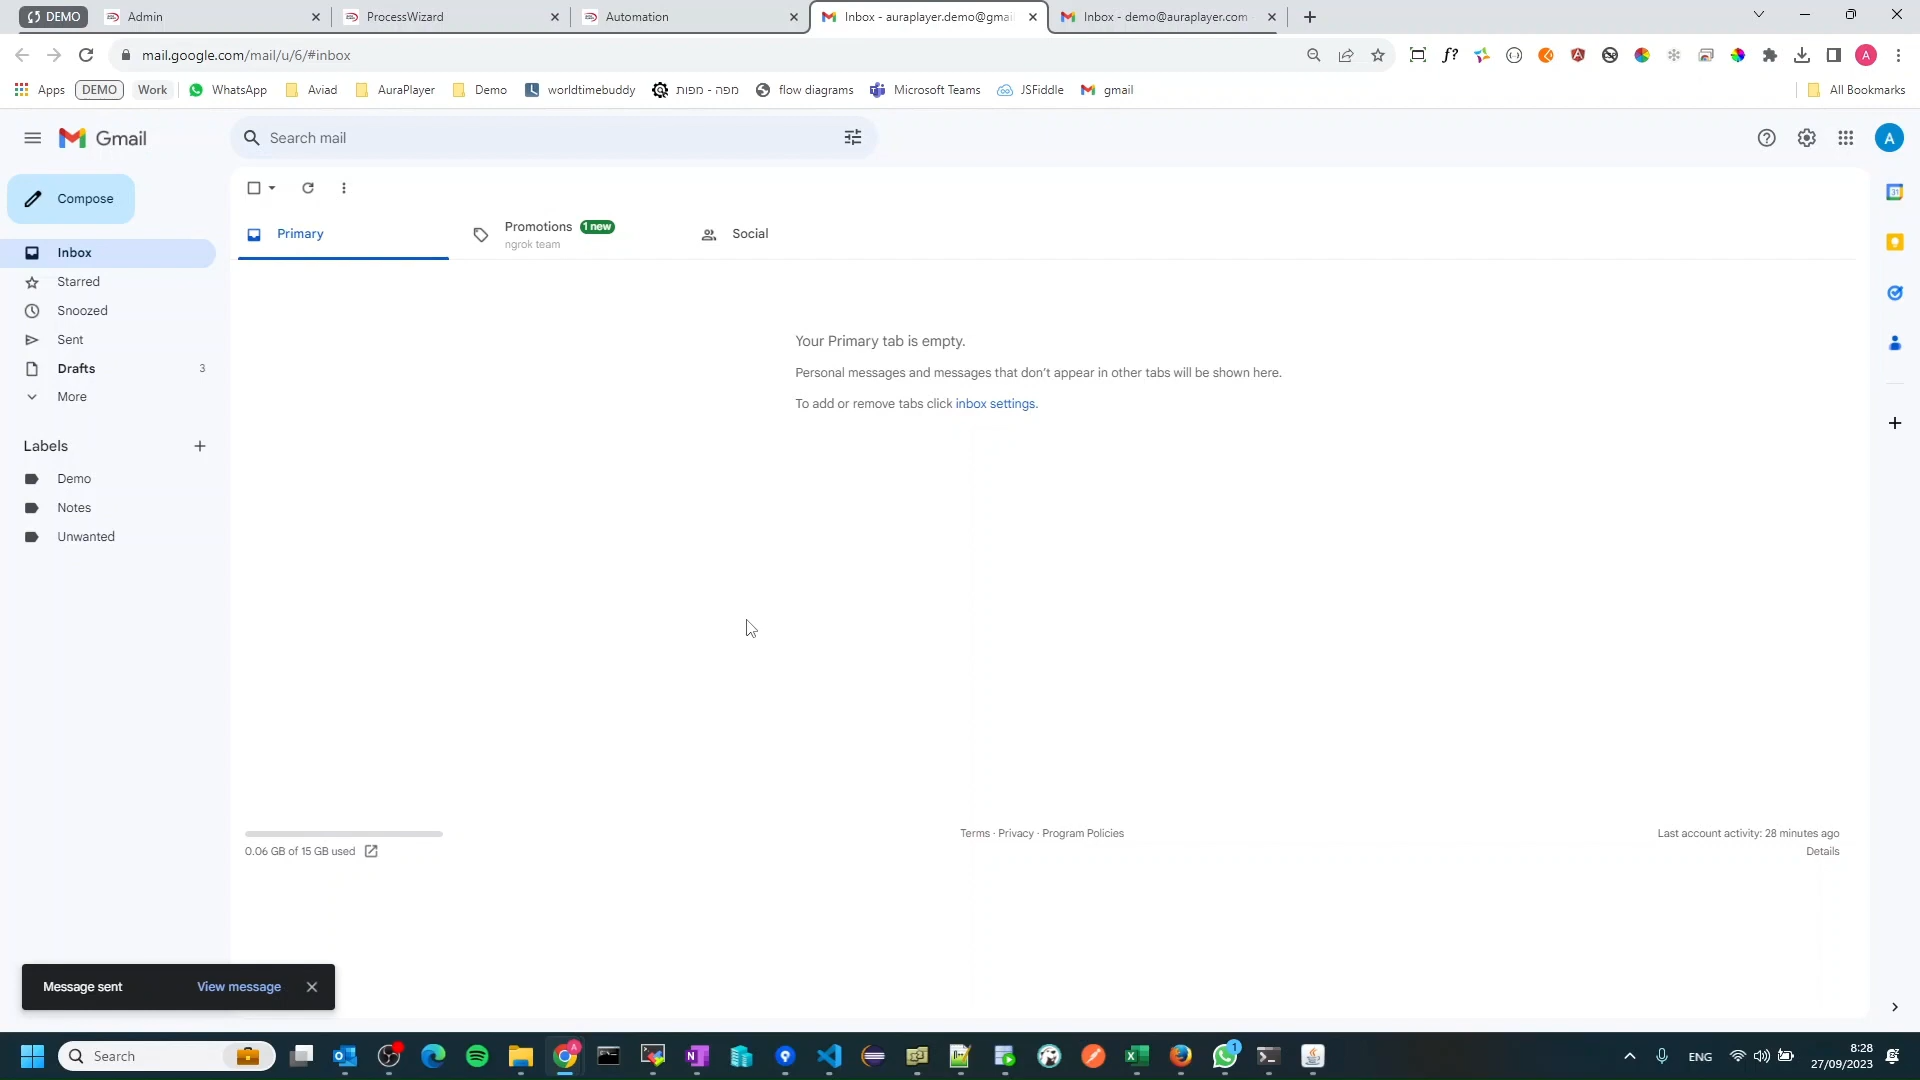 DEMO
Admin
ProcessWizard
Automation
Inbox - auraplayer.demo@gmai
Inbox - demo@auraplayer.com
mail.google.com/mail/u/6/#inbox
Apps
DEMO
Work
WhatsApp
Aviad
AuraPlayer
Demo
worldtimebuddy
מפה - מפות
flow diagrams
Microsoft Teams
JSFiddle
gmail
All Bookmarks
Gmail
Search mail
A
Compose
Primary
Promotions 1 new
ngrok team
Social
Inbox
Starred
Snoozed
Sent
Drafts 3
More
Labels
Demo
Notes
Unwanted
Your Primary tab is empty.
Personal messages and messages that don't appear in other tabs will be shown here.
To add or remove tabs click inbox settings.
0.06 GB of 15 GB used
Terms · Privacy · Program Policies
Last account activity: 28 minutes ago
Details
Message sent
View message
Search
ENG
8:28
27/09/2023